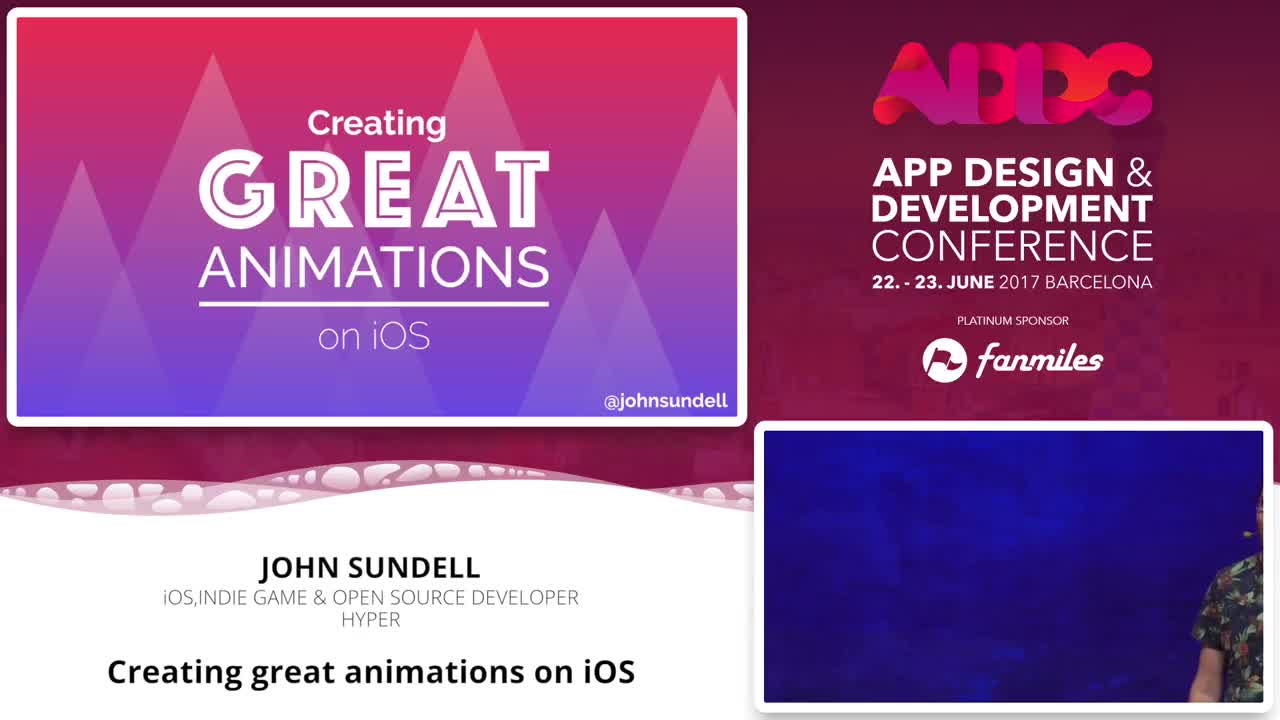 Creating
GREAT
ANIMATIONS
on iOS
@johnsundell
ADDC
APP DESIGN &
DEVELOPMENT
CONFERENCE
22. - 23. JUNE 2017 BARCELONA
PLATINUM SPONSOR
fanmiles
JOHN SUNDELL
iOS,INDIE GAME & OPEN SOURCE DEVELOPER
HYPER
Creating great animations on iOS